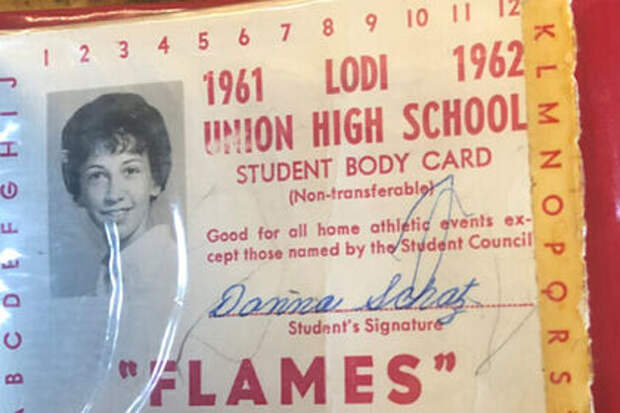 1 2 3 4 5 6 7 8 9 10 11 12
1961 LODI 1962
UNION HIGH SCHOOL
STUDENT BODY CARD
(Non-transferable)
Good for all home athletic events ex-
cept those named by the Student Council
Donna Schatz
Student's Signature
"FLAMES"
B C D E F G H I J
K L M N O P Q R S